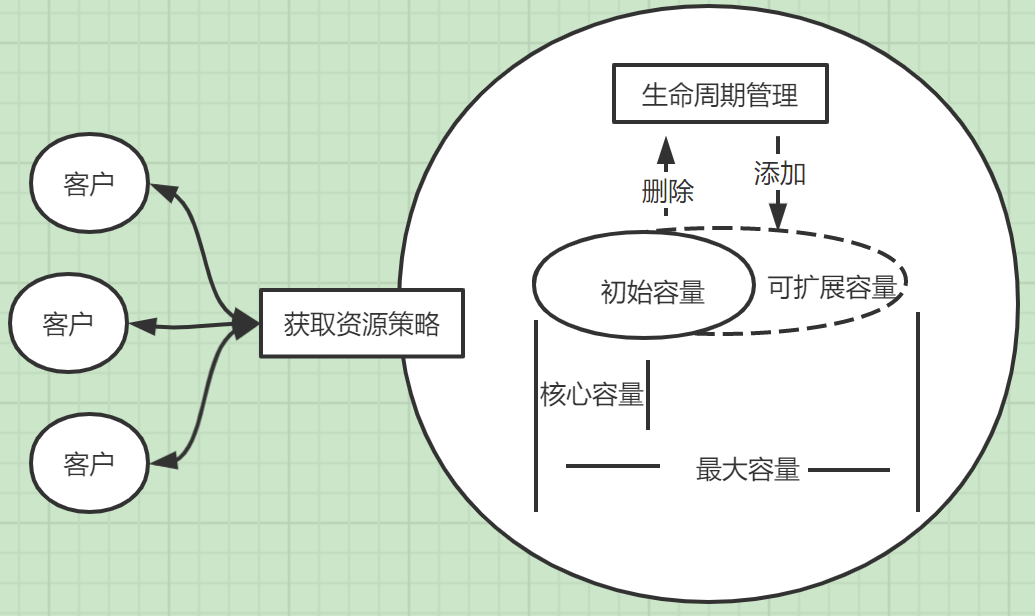 生命周期管理
删除
添加
客户
客户
客户
获取资源策略
初始容量
可扩展容量
核心容量
最大容量